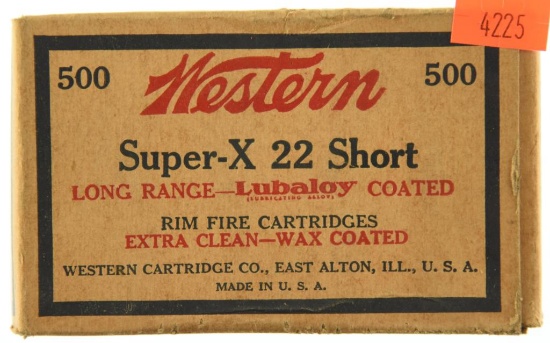 4225
500 Western 500
Super-X 22 Short
LONG RANGE—Lubaloy COATED
(LUBRICATING ALLOY)
RIM FIRE CARTRIDGES
EXTRA CLEAN—WAX COATED
WESTERN CARTRIDGE CO., EAST ALTON, ILL., U. S. A.
MADE IN U. S. A.